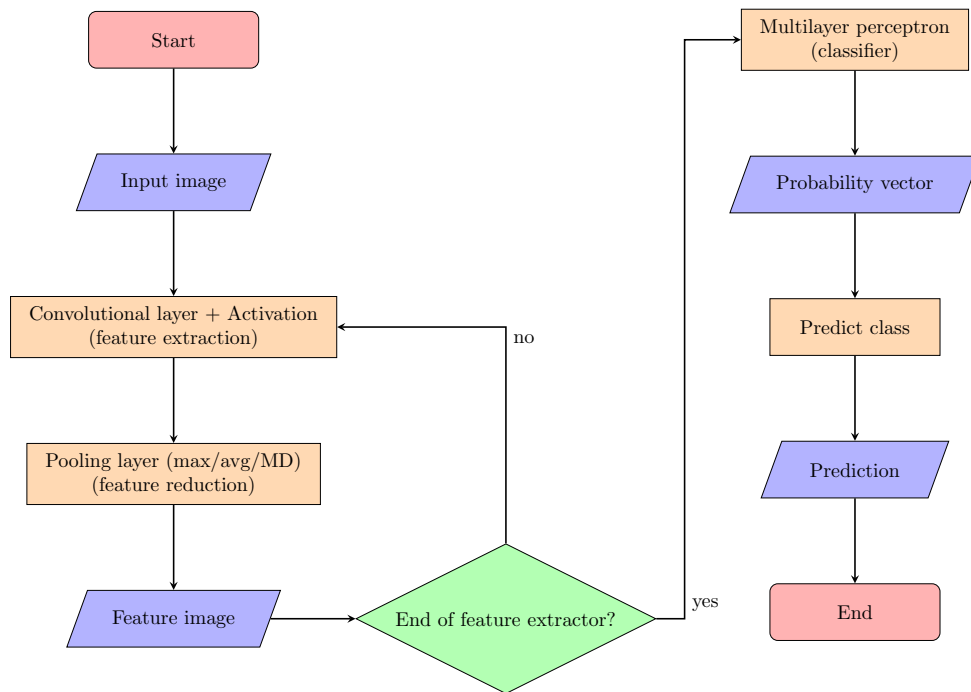 Start
Input image
Convolutional layer + Activation
(feature extraction)
no
Pooling layer (max/avg/MD)
(feature reduction)
Feature image
End of feature extractor?
yes
Multilayer perceptron
(classifier)
Probability vector
Predict class
Prediction
End